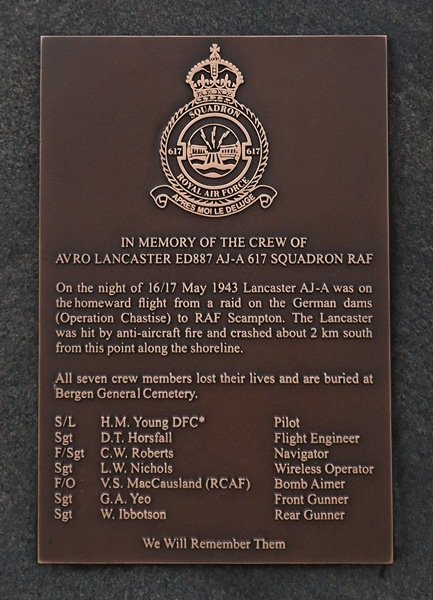 SQUADRON
617 617
ROYAL AIR FORCE
APRES MOI LE DELUGE
IN MEMORY OF THE CREW OF
AVRO LANCASTER ED887 AJ-A 617 SQUADRON RAF
On the night of 16/17 May 1943 Lancaster AJ-A was on
the homeward flight from a raid on the German dams
(Operation Chastise) to RAF Scampton. The Lancaster
was hit by anti-aircraft fire and crashed about 2 km south
from this point along the shoreline.
All seven crew members lost their lives and are buried at
Bergen General Cemetery.
S/L H.M. Young DFC* Pilot
Sgt D.T. Horsfall Flight Engineer
F/Sgt C.W. Roberts Navigator
Sgt L.W. Nichols Wireless Operator
F/O V.S. MacCausland (RCAF) Bomb Aimer
Sgt G.A. Yeo Front Gunner
Sgt W. Ibbotson Rear Gunner
We Will Remember Them